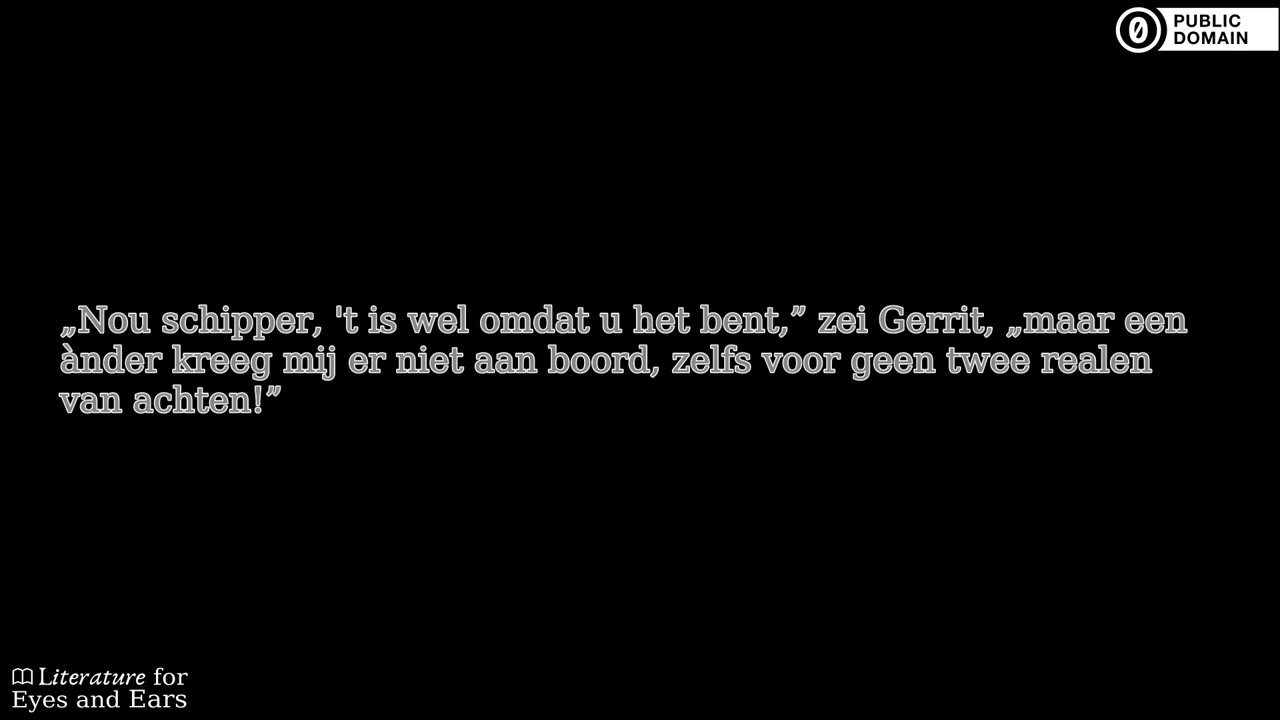 PUBLIC
DOMAIN
„Nou schipper, 't is wel omdat u het bent,” zei Gerrit, „maar een
ànder kreeg mij er niet aan boord, zelfs voor geen twee realen
van achten!”
Literature for
Eyes and Ears